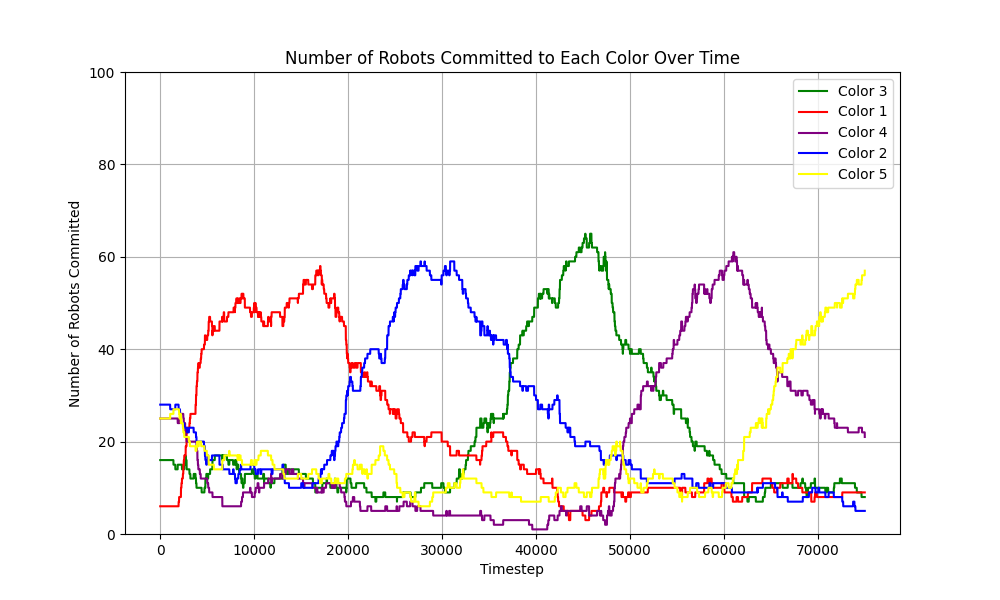 Number of Robots Committed to Each Color Over Time
Number of Robots Committed
100
80
60
40
20
0
Color 3
Color 1
Color 4
Color 2
Color 5
0 10000 20000 30000 40000 50000 60000 70000
Timestep